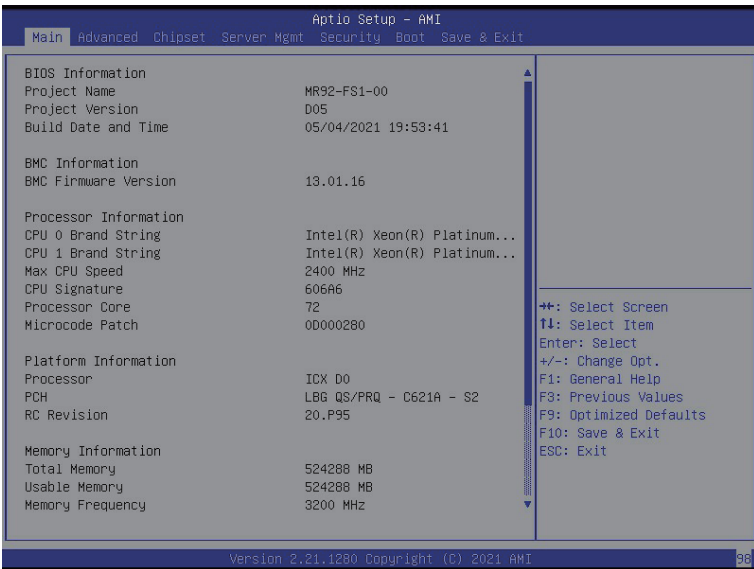 Aptio Setup – AMI
Main Advanced Chipset Server Mgmt Security Boot Save & Exit
BIOS Information
Project Name MR92-FS1-00
Project Version D05
Build Date and Time 05/04/2021 19:53:41
BMC Information
BMC Firmware Version 13.01.16
Processor Information
CPU 0 Brand String Intel(R) Xeon(R) Platinum...
CPU 1 Brand String Intel(R) Xeon(R) Platinum...
Max CPU Speed 2400 MHz
CPU Signature 606A6
Processor Core 72
Microcode Patch 0D000280
Platform Information
Processor ICX D0
PCH LBG QS/PRQ – C621A – S2
RC Revision 20.P95
Memory Information
Total Memory 524288 MB
Usable Memory 524288 MB
Memory Frequency 3200 MHz
→←: Select Screen
↑↓: Select Item
Enter: Select
+/-: Change Opt.
F1: General Help
F3: Previous Values
F9: Optimized Defaults
F10: Save & Exit
ESC: Exit
Version 2.21.1280 Copyright (C) 2021 AMI
98